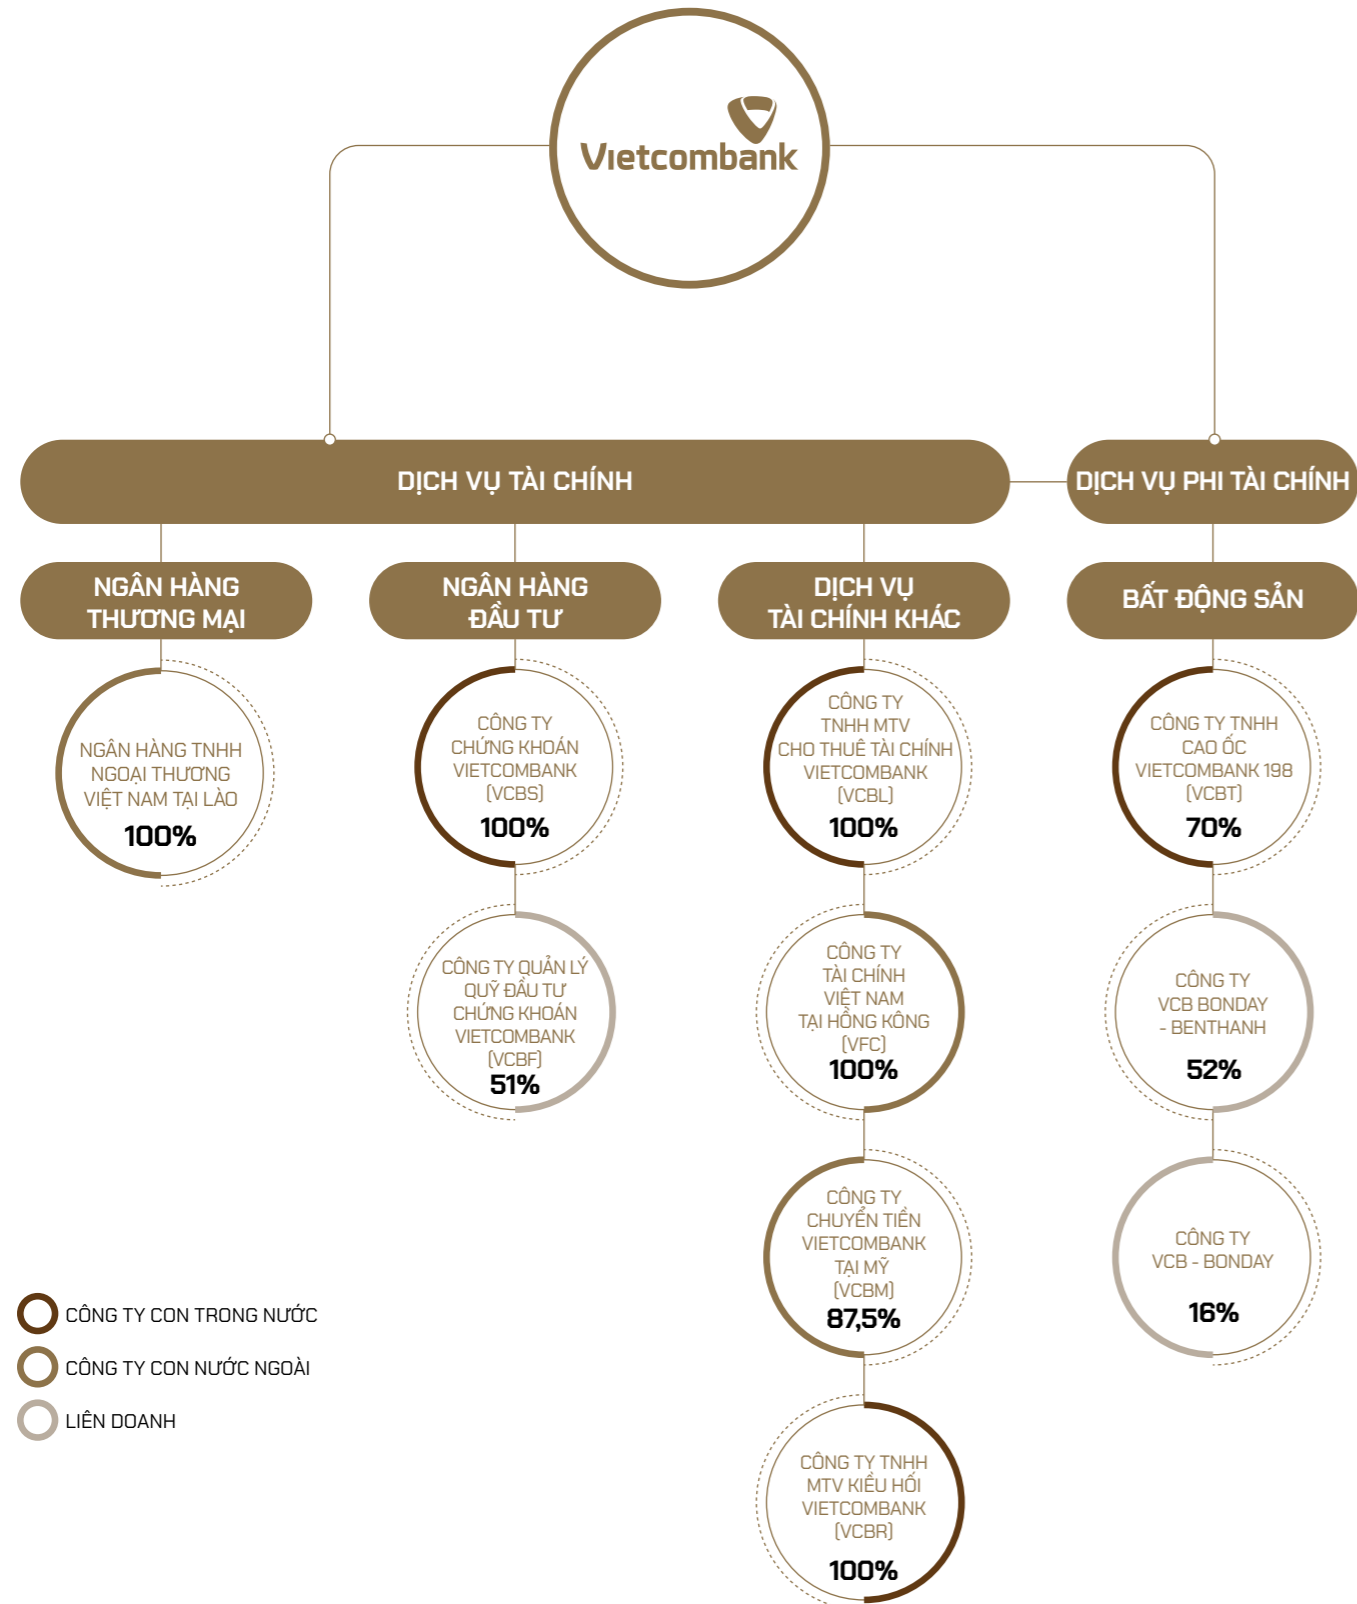 Vietcombank
DỊCH VỤ TÀI CHÍNH
DỊCH VỤ PHI TÀI CHÍNH
NGÂN HÀNG
THƯƠNG MẠI
NGÂN HÀNG TNHH
NGOẠI THƯƠNG
VIỆT NAM TẠI LÀO
100%
NGÂN HÀNG
ĐẦU TƯ
CÔNG TY
CHỨNG KHOÁN
VIETCOMBANK
(VCBS)
100%
CÔNG TY QUẢN LÝ
QUỸ ĐẦU TƯ
CHỨNG KHOÁN
VIETCOMBANK
(VCBF)
51%
DỊCH VỤ
TÀI CHÍNH KHÁC
CÔNG TY
TNHH MTV
CHO THUÊ TÀI CHÍNH
VIETCOMBANK
(VCBL)
100%
CÔNG TY
TÀI CHÍNH
VIỆT NAM
TẠI HỒNG KÔNG
(VFC)
100%
CÔNG TY
CHUYỂN TIỀN
VIETCOMBANK
TẠI MỸ
(VCBM)
87,5%
CÔNG TY TNHH
MTV KIỀU HỐI
VIETCOMBANK
(VCBR)
100%
BẤT ĐỘNG SẢN
CÔNG TY TNHH
CAO ỐC
VIETCOMBANK 198
(VCBT)
70%
CÔNG TY
VCB BONDAY
- BENTHANH
52%
CÔNG TY
VCB - BONDAY
16%
CÔNG TY CON TRONG NƯỚC
CÔNG TY CON NƯỚC NGOÀI
LIÊN DOANH